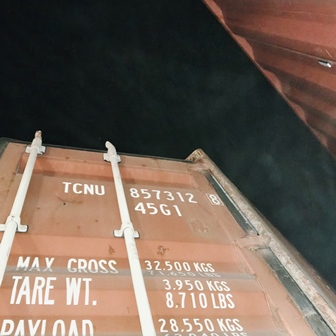 TCNU 857312 8
45G1
MAX GROSS 32.500 KGS
TARE WT. 3.950 KGS
8.710 LBS
PAYLOAD 28.550 KGS